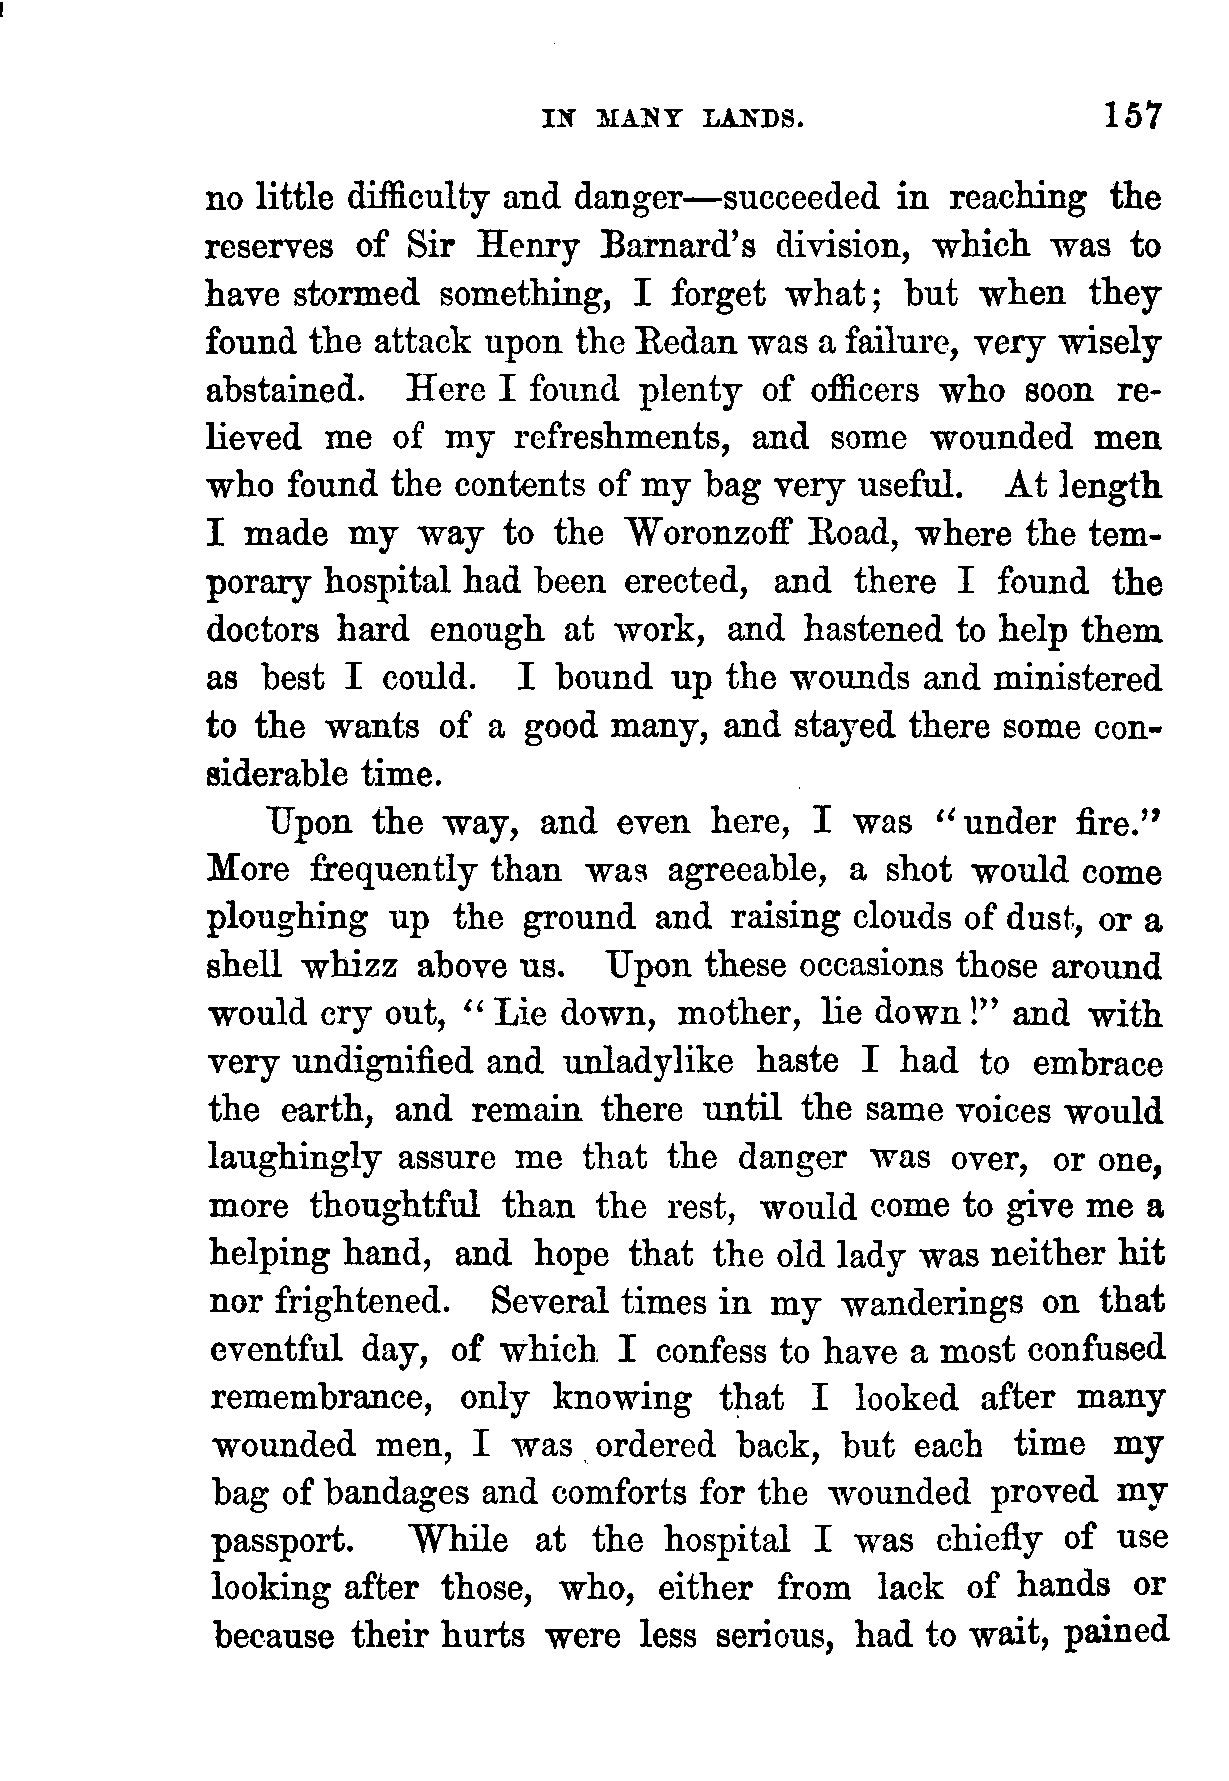 IN MANY LANDS. 157
no little difficulty and danger—succeeded in reaching the
reserves of Sir Henry Barnard's division, which was to
have stormed something, I forget what; but when they
found the attack upon the Redan was a failure, very wisely
abstained. Here I found plenty of officers who soon re-
lieved me of my refreshments, and some wounded men
who found the contents of my bag very useful. At length
I made my way to the Woronzoff Road, where the tem-
porary hospital had been erected, and there I found the
doctors hard enough at work, and hastened to help them
as best I could. I bound up the wounds and ministered
to the wants of a good many, and stayed there some con-
siderable time.
Upon the way, and even here, I was "under fire."
More frequently than was agreeable, a shot would come
ploughing up the ground and raising clouds of dust, or a
shell whizz above us. Upon these occasions those around
would cry out, "Lie down, mother, lie down!" and with
very undignified and unladylike haste I had to embrace
the earth, and remain there until the same voices would
laughingly assure me that the danger was over, or one,
more thoughtful than the rest, would come to give me a
helping hand, and hope that the old lady was neither hit
nor frightened. Several times in my wanderings on that
eventful day, of which I confess to have a most confused
remembrance, only knowing that I looked after many
wounded men, I was ordered back, but each time my
bag of bandages and comforts for the wounded proved my
passport. While at the hospital I was chiefly of use
looking after those, who, either from lack of hands or
because their hurts were less serious, had to wait, pained